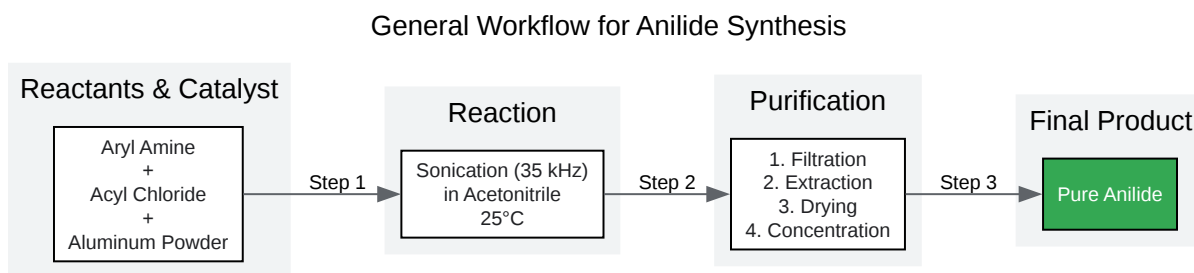 General Workflow for Anilide Synthesis
Reactants & Catalyst
Aryl Amine
+
Acyl Chloride
+
Aluminum Powder
Step 1
Reaction
Sonication (35 kHz)
in Acetonitrile
25°C
Step 2
Purification
1. Filtration
2. Extraction
3. Drying
4. Concentration
Step 3
Final Product
Pure Anilide